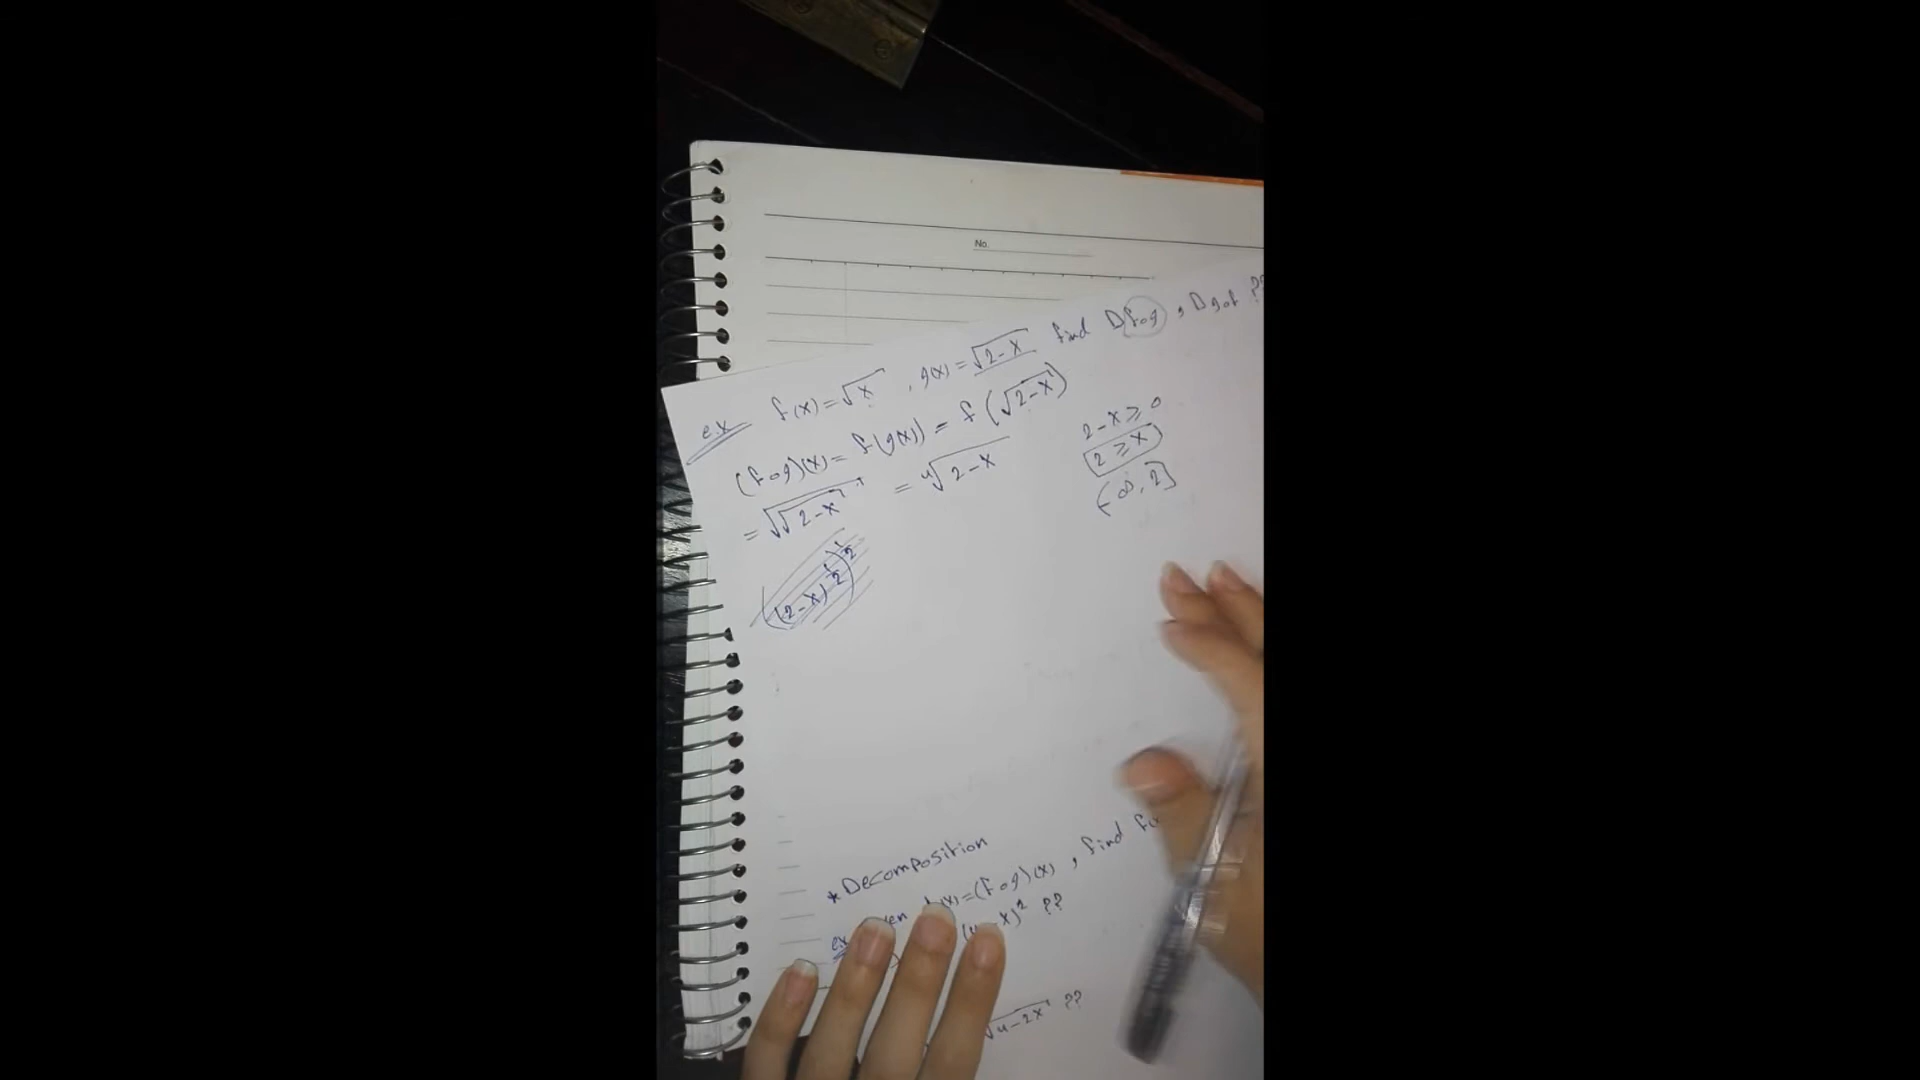 No.
ex f(x) = √x , g(x) = √2-x find Dfog , Dgof ??
(fog)(x) = f(g(x)) = f(√2-x)
= √√2-x = ⁴√2-x
((2-x)^1/2)^1/2
2-x ≥ 0
2 ≥ x
(-∞, 2]
* Decomposition
(x) = (fog)(x) , find
ex -x)² ??
√4-2x ??